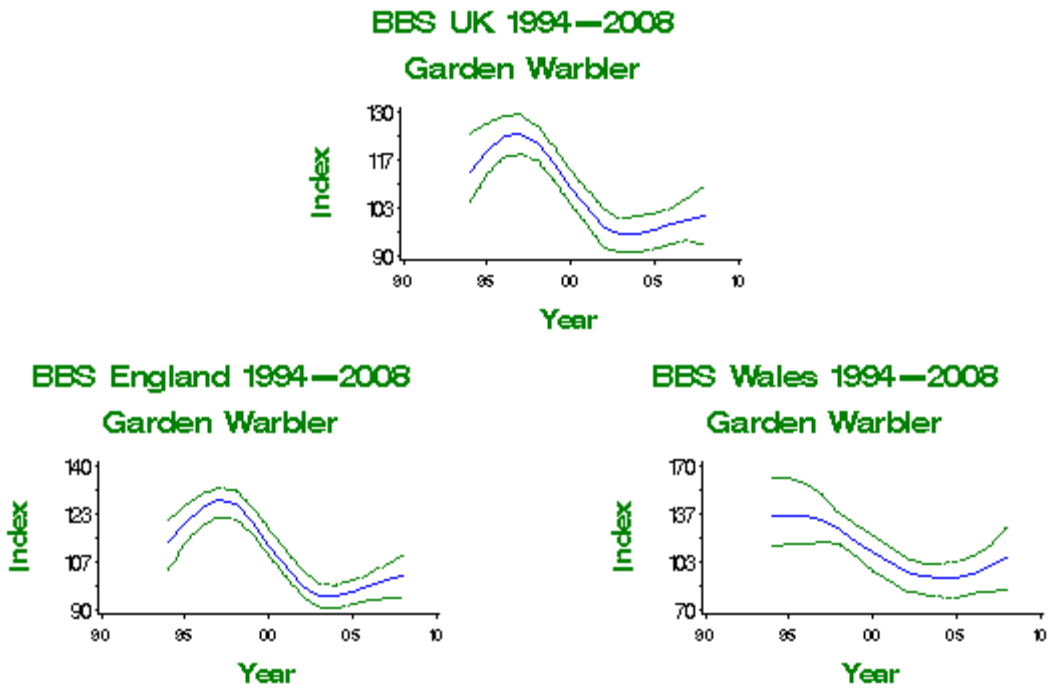 BBS UK 1994—2008
Garden Warbler
130
117
103
90
Index
90 95 00 05 10
Year
BBS England 1994—2008
Garden Warbler
140
123
107
90
Index
90 95 00 05 10
Year
BBS Wales 1994—2008
Garden Warbler
170
137
103
70
Index
90 95 00 05 10
Year